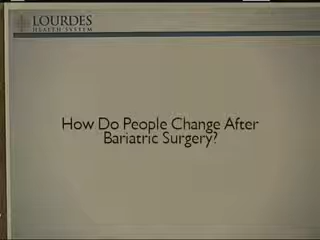 LOURDES
HEALTH SYSTEM
How Do People Change After
Bariatric Surgery?